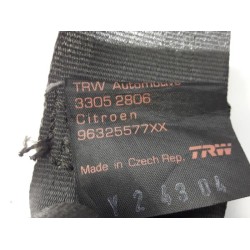 TRW Automotive
3305 2806
Citroen
96325577XX
Made in Czech Rep. TRW
Y2 43 04